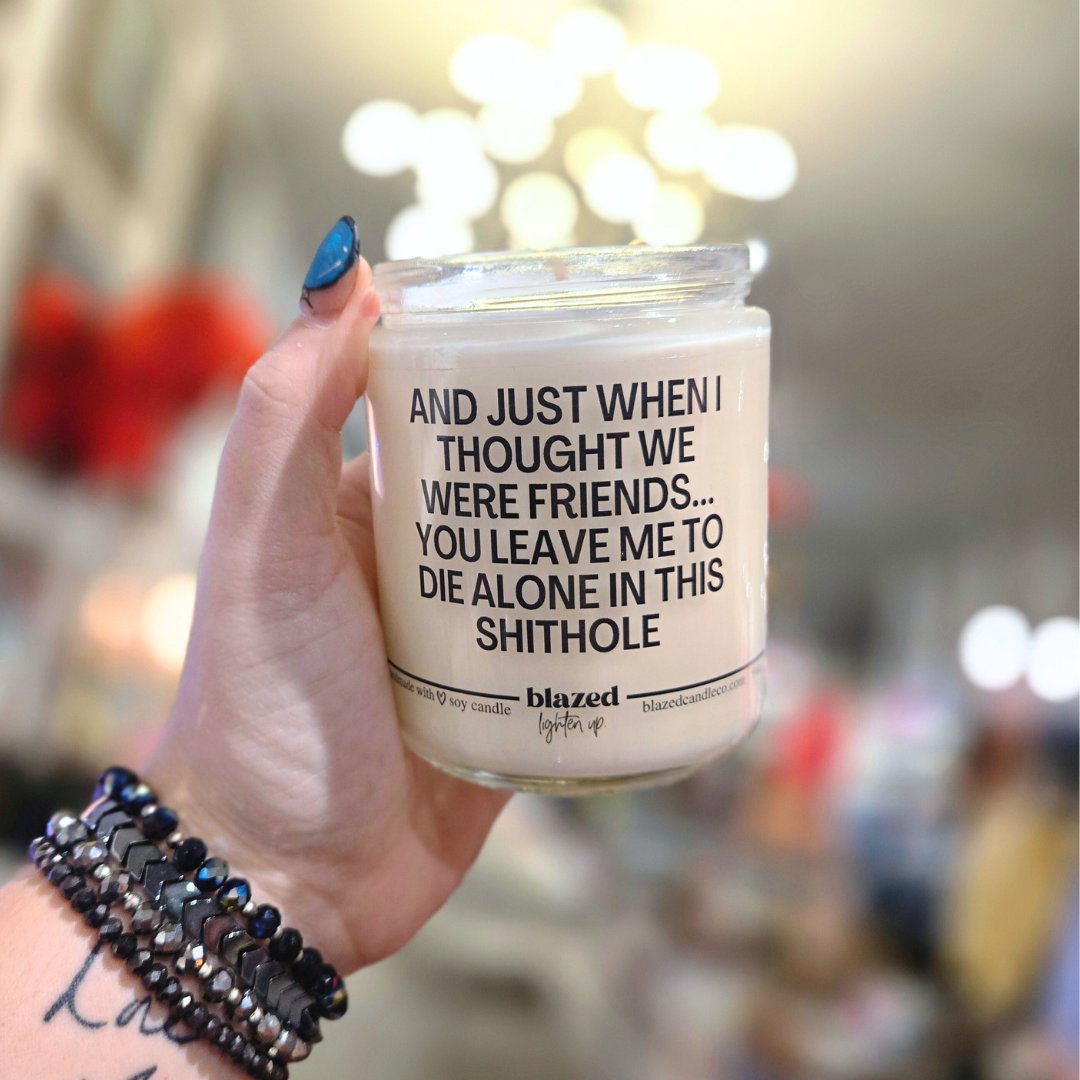 AND JUST WHEN I
THOUGHT WE
WERE FRIENDS...
YOU LEAVE ME TO
DIE ALONE IN THIS
SHITHOLE
with ♡ soy candle
blazed
lighten up.
blazedcandleco.com